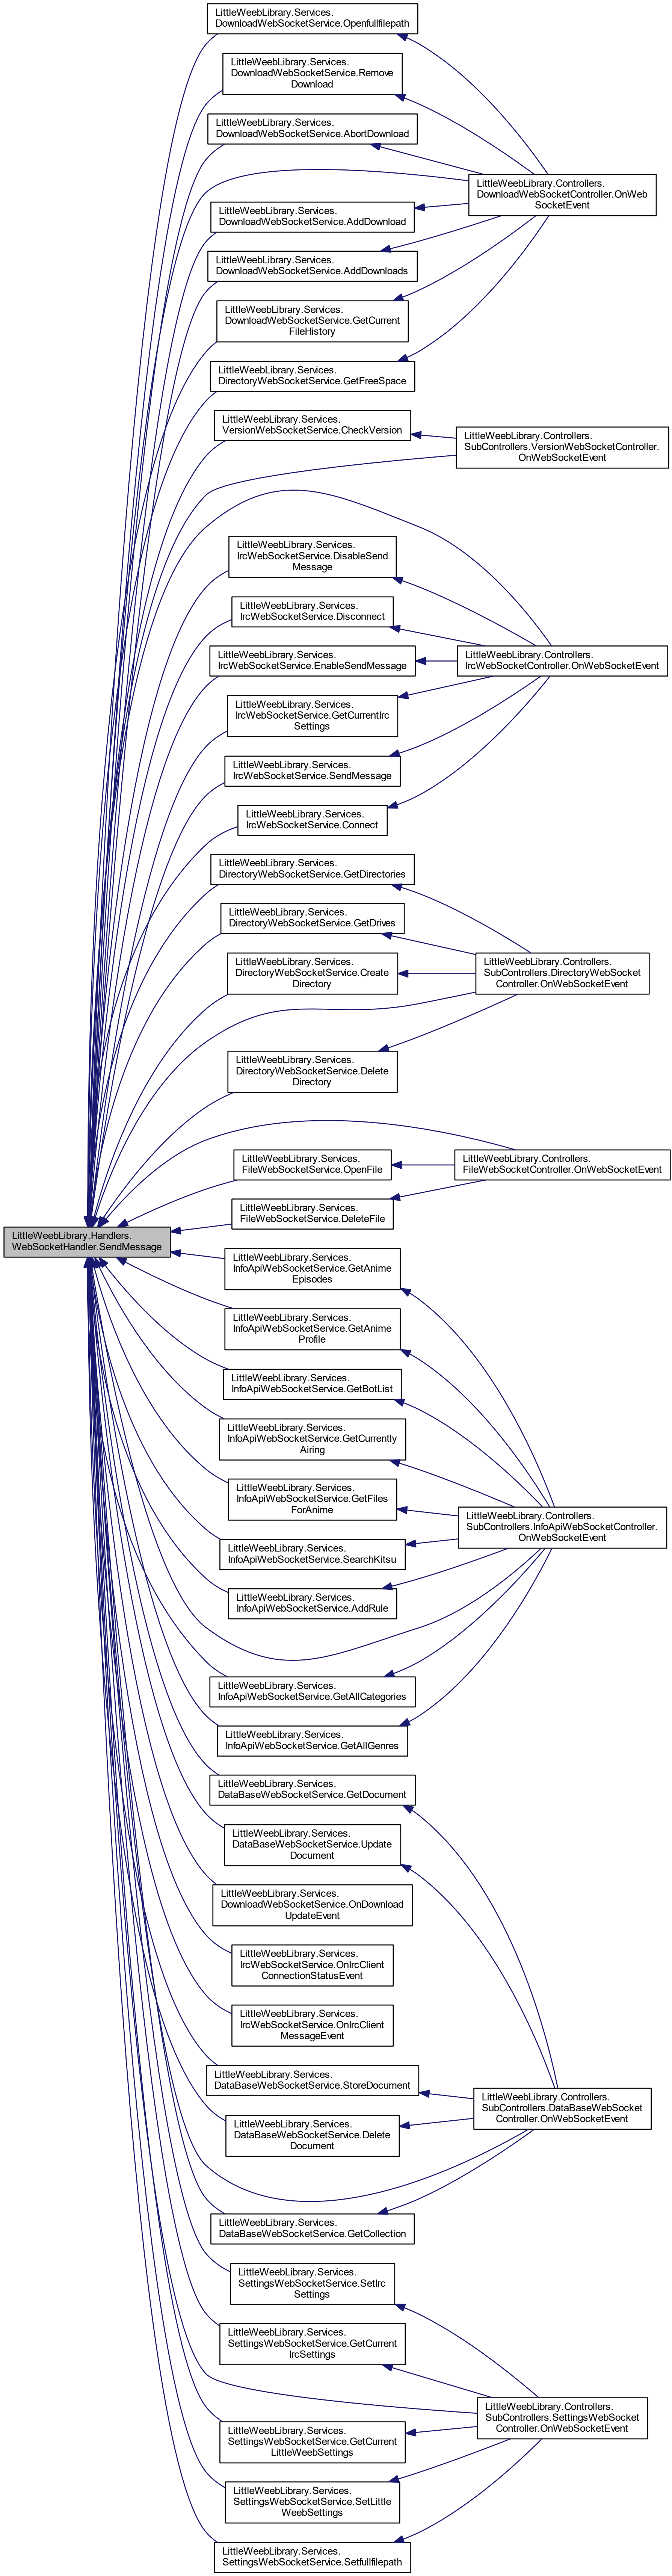 LittleWeebLibrary.Services.
DownloadWebSocketService.Openfullfilepath
LittleWeebLibrary.Services.
DownloadWebSocketService.Remove
Download
LittleWeebLibrary.Services.
DownloadWebSocketService.AbortDownload
LittleWeebLibrary.Controllers.
DownloadWebSocketController.OnWeb
SocketEvent
LittleWeebLibrary.Services.
DownloadWebSocketService.AddDownload
LittleWeebLibrary.Services.
DownloadWebSocketService.AddDownloads
LittleWeebLibrary.Services.
DownloadWebSocketService.GetCurrent
FileHistory
LittleWeebLibrary.Services.
DirectoryWebSocketService.GetFreeSpace
LittleWeebLibrary.Services.
VersionWebSocketService.CheckVersion
LittleWeebLibrary.Controllers.
SubControllers.VersionWebSocketController.
OnWebSocketEvent
LittleWeebLibrary.Services.
IrcWebSocketService.DisableSend
Message
LittleWeebLibrary.Services.
IrcWebSocketService.Disconnect
LittleWeebLibrary.Services.
IrcWebSocketService.EnableSendMessage
LittleWeebLibrary.Controllers.
IrcWebSocketController.OnWebSocketEvent
LittleWeebLibrary.Services.
IrcWebSocketService.GetCurrentIrc
Settings
LittleWeebLibrary.Services.
IrcWebSocketService.SendMessage
LittleWeebLibrary.Services.
IrcWebSocketService.Connect
LittleWeebLibrary.Services.
DirectoryWebSocketService.GetDirectories
LittleWeebLibrary.Services.
DirectoryWebSocketService.GetDrives
LittleWeebLibrary.Services.
DirectoryWebSocketService.Create
Directory
LittleWeebLibrary.Controllers.
SubControllers.DirectoryWebSocket
Controller.OnWebSocketEvent
LittleWeebLibrary.Services.
DirectoryWebSocketService.Delete
Directory
LittleWeebLibrary.Services.
FileWebSocketService.OpenFile
LittleWeebLibrary.Controllers.
FileWebSocketController.OnWebSocketEvent
LittleWeebLibrary.Services.
FileWebSocketService.DeleteFile
LittleWeebLibrary.Handlers.
WebSocketHandler.SendMessage
LittleWeebLibrary.Services.
InfoApiWebSocketService.GetAnime
Episodes
LittleWeebLibrary.Services.
InfoApiWebSocketService.GetAnime
Profile
LittleWeebLibrary.Services.
InfoApiWebSocketService.GetBotList
LittleWeebLibrary.Services.
InfoApiWebSocketService.GetCurrently
Airing
LittleWeebLibrary.Services.
InfoApiWebSocketService.GetFiles
ForAnime
LittleWeebLibrary.Controllers.
SubControllers.InfoApiWebSocketController.
OnWebSocketEvent
LittleWeebLibrary.Services.
InfoApiWebSocketService.SearchKitsu
LittleWeebLibrary.Services.
InfoApiWebSocketService.AddRule
LittleWeebLibrary.Services.
InfoApiWebSocketService.GetAllCategories
LittleWeebLibrary.Services.
InfoApiWebSocketService.GetAllGenres
LittleWeebLibrary.Services.
DataBaseWebSocketService.GetDocument
LittleWeebLibrary.Services.
DataBaseWebSocketService.Update
Document
LittleWeebLibrary.Services.
DownloadWebSocketService.OnDownload
UpdateEvent
LittleWeebLibrary.Services.
IrcWebSocketService.OnIrcClient
ConnectionStatusEvent
LittleWeebLibrary.Services.
IrcWebSocketService.OnIrcClient
MessageEvent
LittleWeebLibrary.Services.
DataBaseWebSocketService.StoreDocument
LittleWeebLibrary.Controllers.
SubControllers.DataBaseWebSocket
Controller.OnWebSocketEvent
LittleWeebLibrary.Services.
DataBaseWebSocketService.Delete
Document
LittleWeebLibrary.Services.
DataBaseWebSocketService.GetCollection
LittleWeebLibrary.Services.
SettingsWebSocketService.SetIrc
Settings
LittleWeebLibrary.Services.
SettingsWebSocketService.GetCurrent
IrcSettings
LittleWeebLibrary.Controllers.
SubControllers.SettingsWebSocket
Controller.OnWebSocketEvent
LittleWeebLibrary.Services.
SettingsWebSocketService.GetCurrent
LittleWeebSettings
LittleWeebLibrary.Services.
SettingsWebSocketService.SetLittle
WeebSettings
LittleWeebLibrary.Services.
SettingsWebSocketService.Setfullfilepath